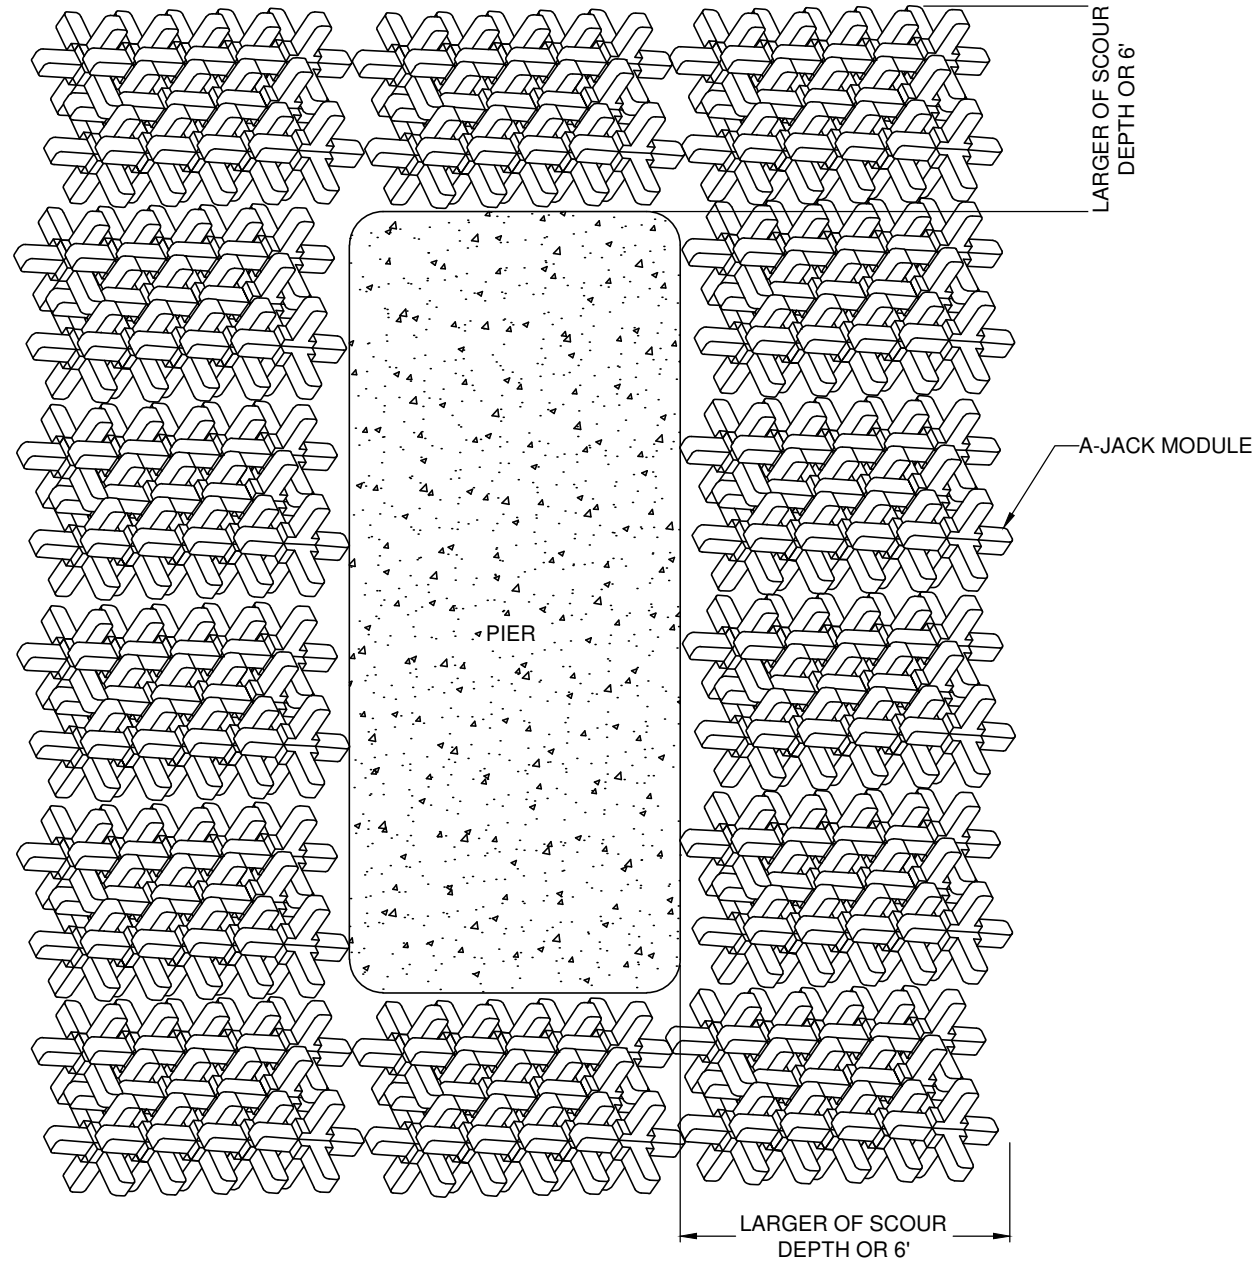 LARGER OF SCOUR
DEPTH OR 6'
A-JACK MODULE
PIER
LARGER OF SCOUR
DEPTH OR 6'